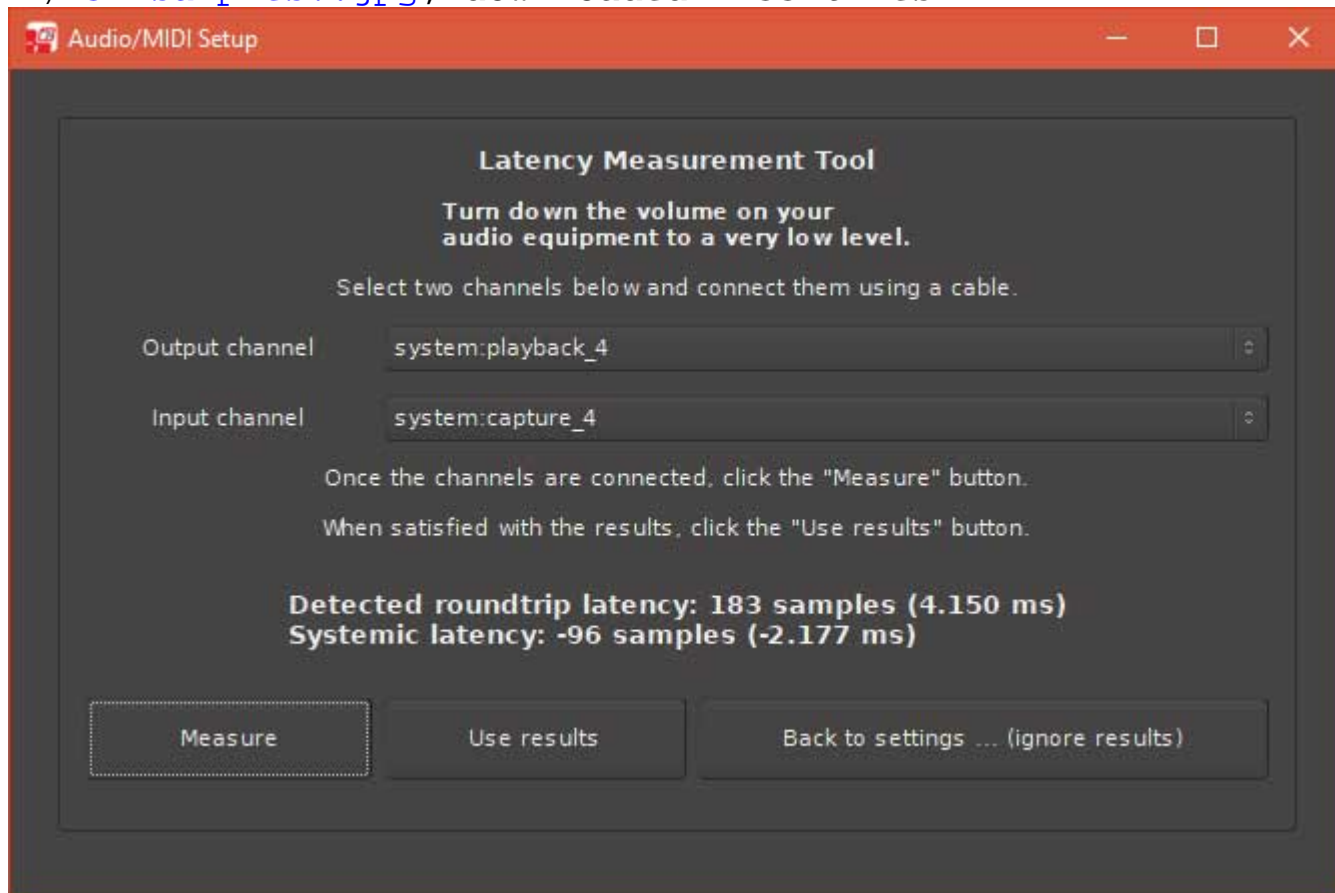 Audio/MIDI Setup
Latency Measurement Tool
Turn down the volume on your
audio equipment to a very low level.
Select two channels below and connect them using a cable.
Output channel system:playback_4
Input channel system:capture_4
Once the channels are connected, click the "Measure" button.
When satisfied with the results, click the "Use results" button.
Detected roundtrip latency: 183 samples (4.150 ms)
Systemic latency: -96 samples (-2.177 ms)
Measure Use results Back to settings ... (ignore results)